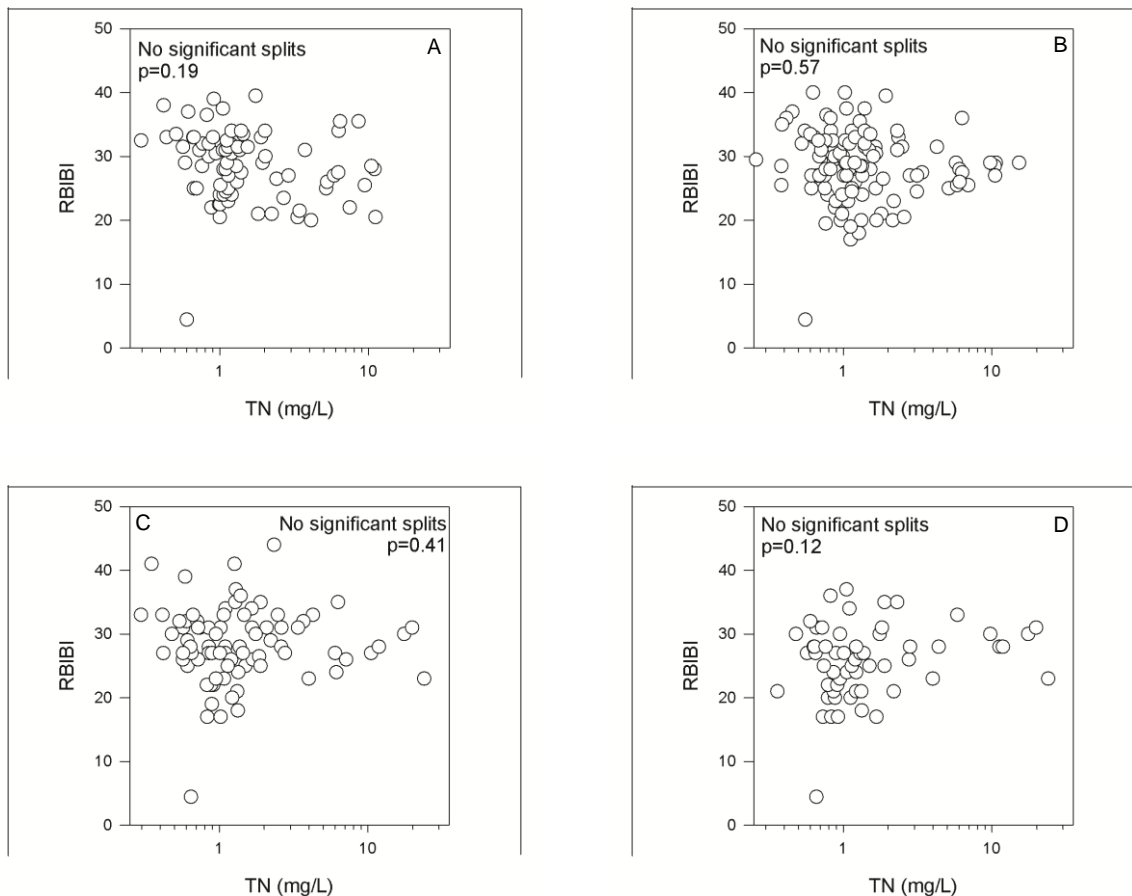 No significant splits A
p=0.19
50
40
30
20
10
0
RBIBI
1 10
TN (mg/L)
No significant splits B
p=0.57
50
40
30
20
10
0
RBIBI
1 10
TN (mg/L)
C No significant splits
p=0.41
50
40
30
20
10
0
RBIBI
1 10
TN (mg/L)
No significant splits D
p=0.12
50
40
30
20
10
0
RBIBI
1 10
TN (mg/L)